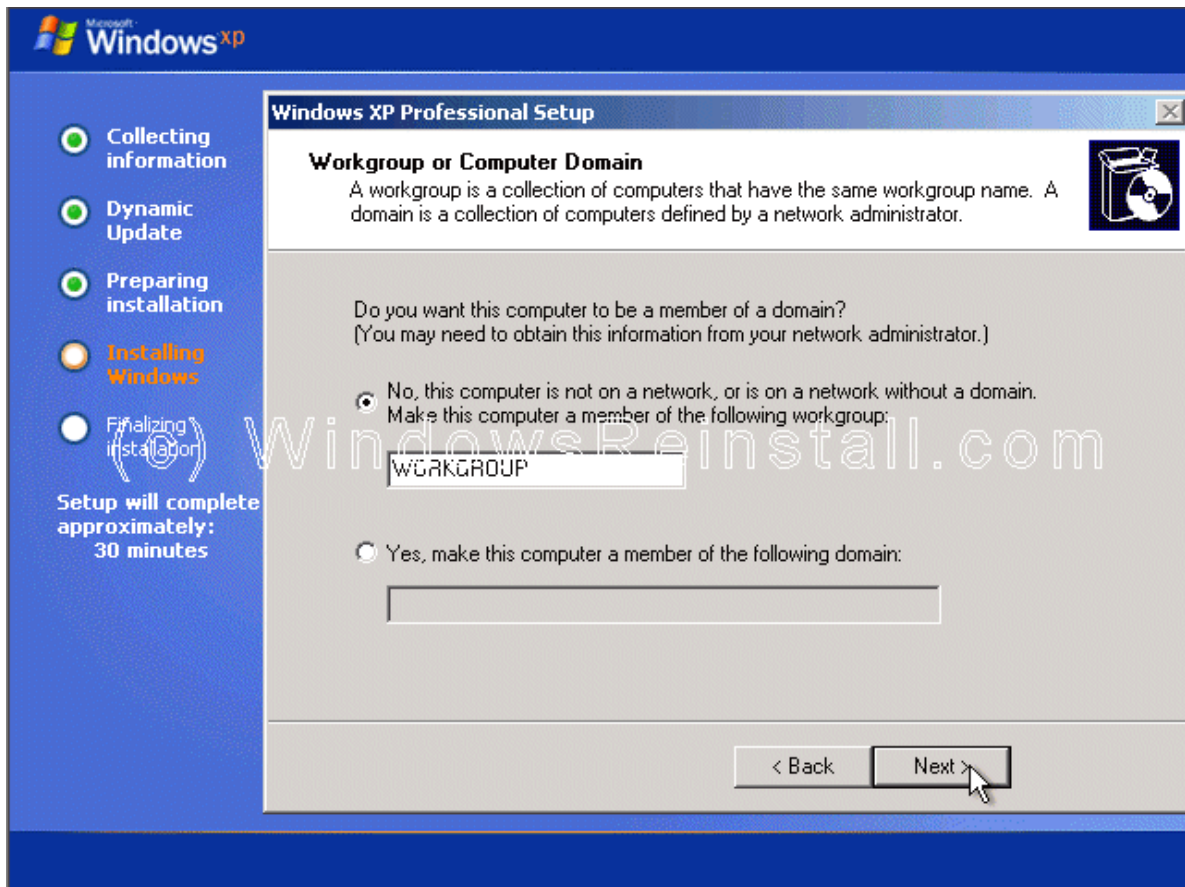 Microsoft
Windows xp
Collecting
information
Dynamic
Update
Preparing
installation
Installing
Windows
Finalizing
installation
Setup will complete
approximately:
30 minutes
Windows XP Professional Setup
Workgroup or Computer Domain
A workgroup is a collection of computers that have the same workgroup name. A
domain is a collection of computers defined by a network administrator.
Do you want this computer to be a member of a domain?
(You may need to obtain this information from your network administrator.)
No, this computer is not on a network, or is on a network without a domain.
Make this computer a member of the following workgroup:
WORKGROUP
Yes, make this computer a member of the following domain:
< Back
Next >
(©) WindowsReinstall.com